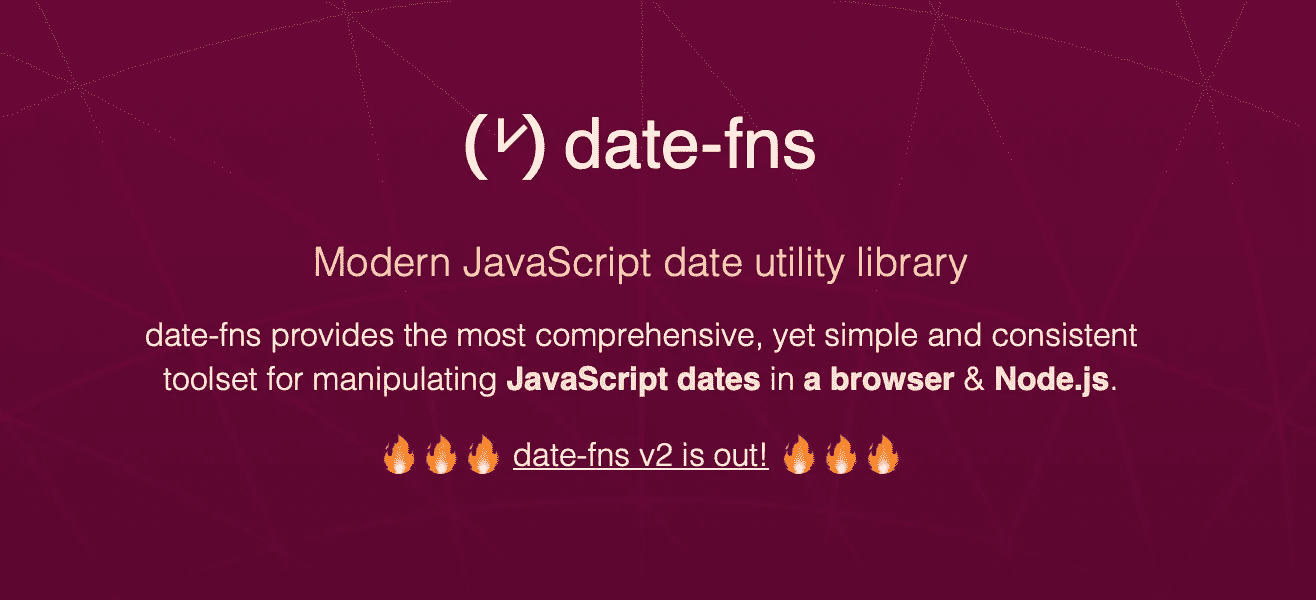 date-fns
Modern JavaScript date utility library
date-fns provides the most comprehensive, yet simple and consistent
toolset for manipulating JavaScript dates in a browser & Node.js.
🔥🔥🔥 date-fns v2 is out! 🔥🔥🔥